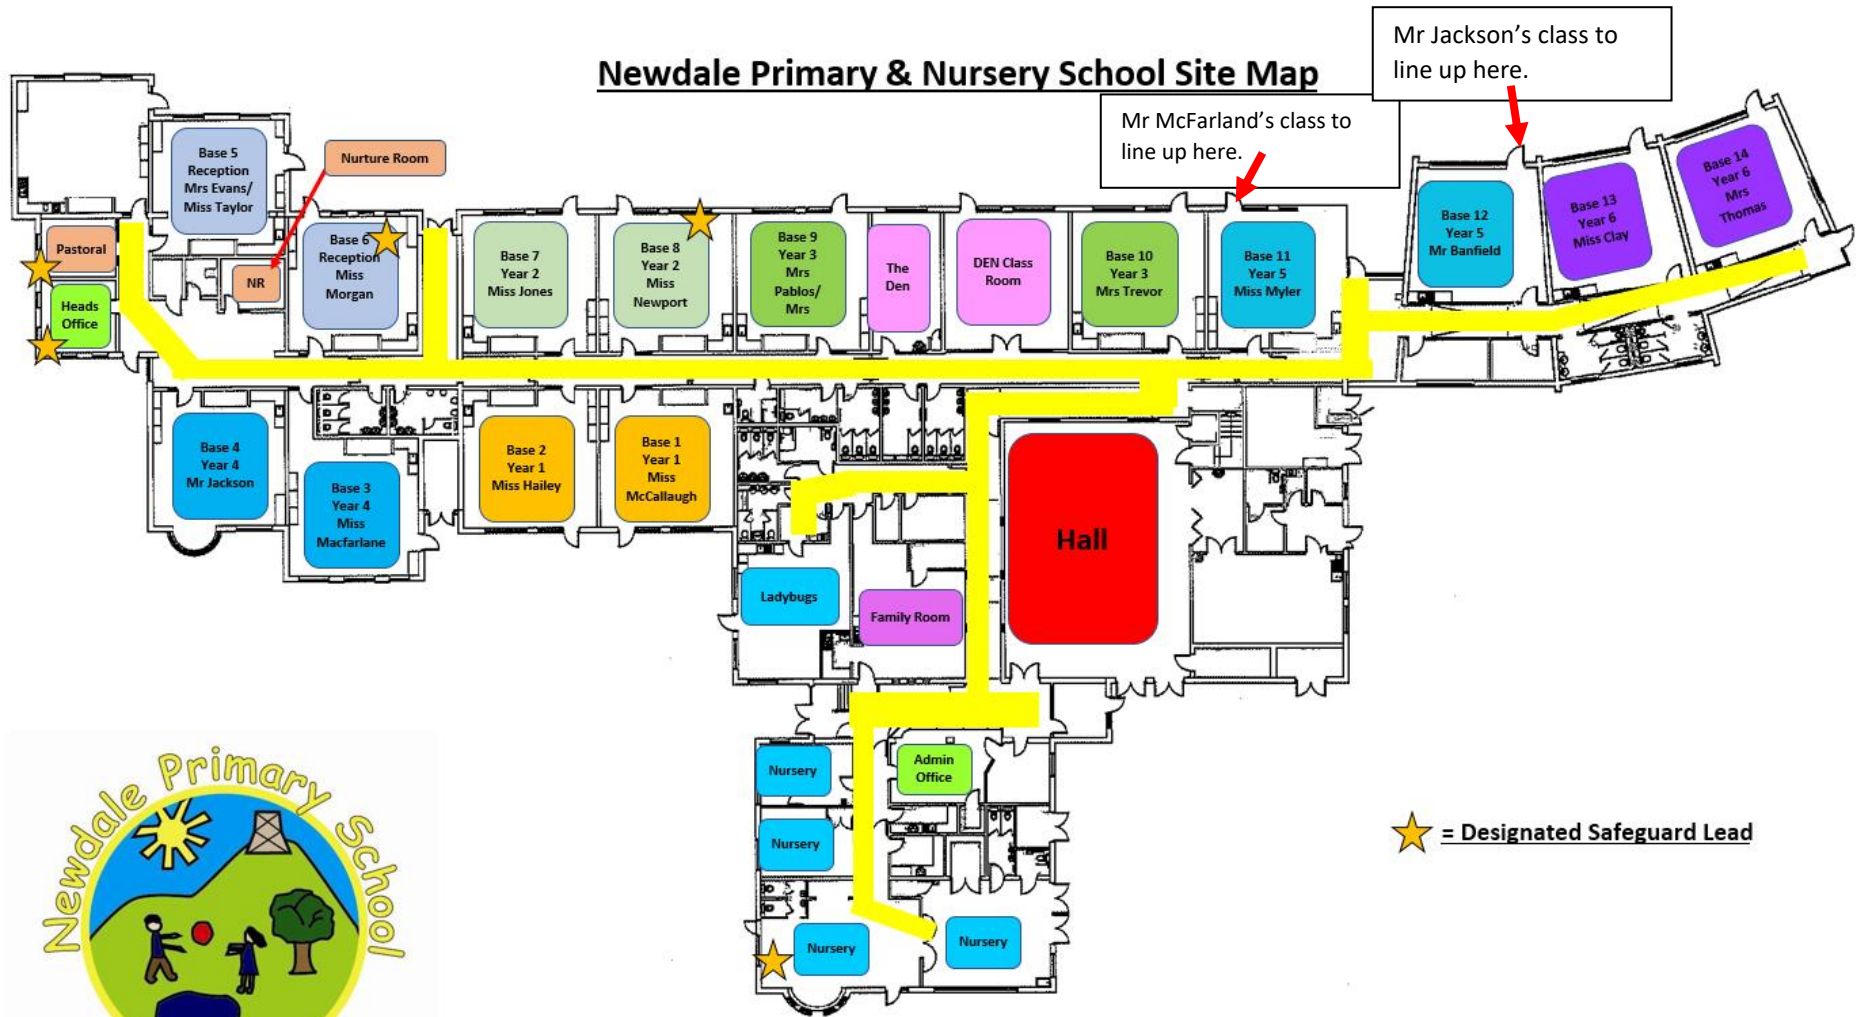 Newdale Primary & Nursery School Site Map
Mr Jackson’s class to
line up here.
Mr McFarland’s class to
line up here.
Base 5
Reception
Mrs Evans/
Miss Taylor
Nurture Room
Pastoral
Heads
Office
NR
Base 6
Reception
Miss
Morgan
Base 7
Year 2
Miss Jones
Base 8
Year 2
Miss
Newport
Base 9
Year 3
Mrs
Pablos/
Mrs
The
Den
DEN Class
Room
Base 10
Year 3
Mrs Trevor
Base 11
Year 5
Miss Myler
Base 12
Year 5
Mr Banfield
Base 13
Year 6
Miss Clay
Base 14
Year 6
Mrs
Thomas
Base 4
Year 4
Mr Jackson
Base 3
Year 4
Miss
Macfarlane
Base 2
Year 1
Miss Hailey
Base 1
Year 1
Miss
McCallaugh
Hall
Ladybugs
Family Room
Nursery
Admin
Office
Nursery
Nursery
Nursery
= Designated Safeguard Lead
Newdale Primary School